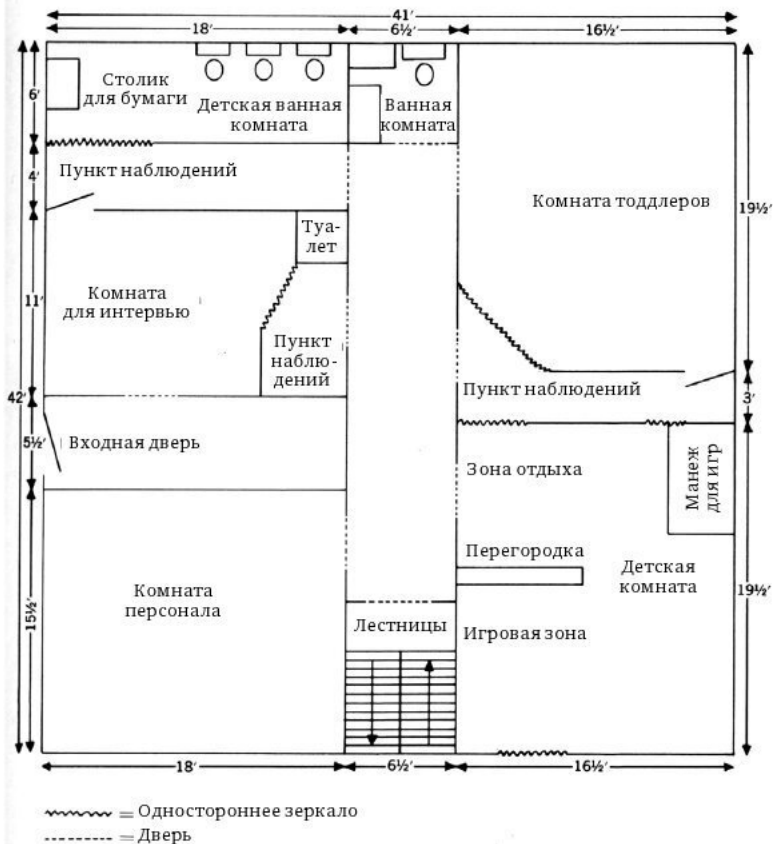 41'
18'
6½'
16½'
6'
Столик
для бумаги
Детская ванная
комната
Ванная
комната
4'
Пункт наблюдений
Комната тоддлеров
19½'
Туа-
лет
11'
Комната
для интервью
Пункт
наблю-
дений
Пункт наблюдений
3'
42'
5½'
Входная дверь
Зона отдыха
Манеж
для игр
Перегородка
Детская
комната
19½'
Комната
персонала
15½'
Лестницы
Игровая зона
18'
6½'
16½'
= Одностороннее зеркало
= Дверь